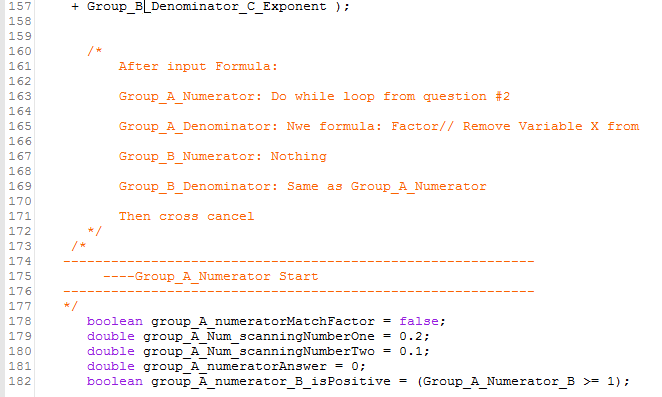 157 + Group_B_Denominator_C_Exponent );
158
159
160 /*
161 After input Formula:
162
163 Group_A_Numerator: Do while loop from question #2
164
165 Group_A_Denominator: Nwe formula: Factor// Remove Variable X from
166
167 Group_B_Numerator: Nothing
168
169 Group_B_Denominator: Same as Group_A_Numerator
170
171 Then cross cancel
172 */
173 /*
174 -----------------------------------------------------------
175 ----Group_A_Numerator Start
176 -----------------------------------------------------------
177 */
178 boolean group_A_numeratorMatchFactor = false;
179 double group_A_Num_scanningNumberOne = 0.2;
180 double group_A_Num_scanningNumberTwo = 0.1;
181 double group_A_numeratorAnswer = 0;
182 boolean group_A_numerator_B_isPositive = (Group_A_Numerator_B >= 1);